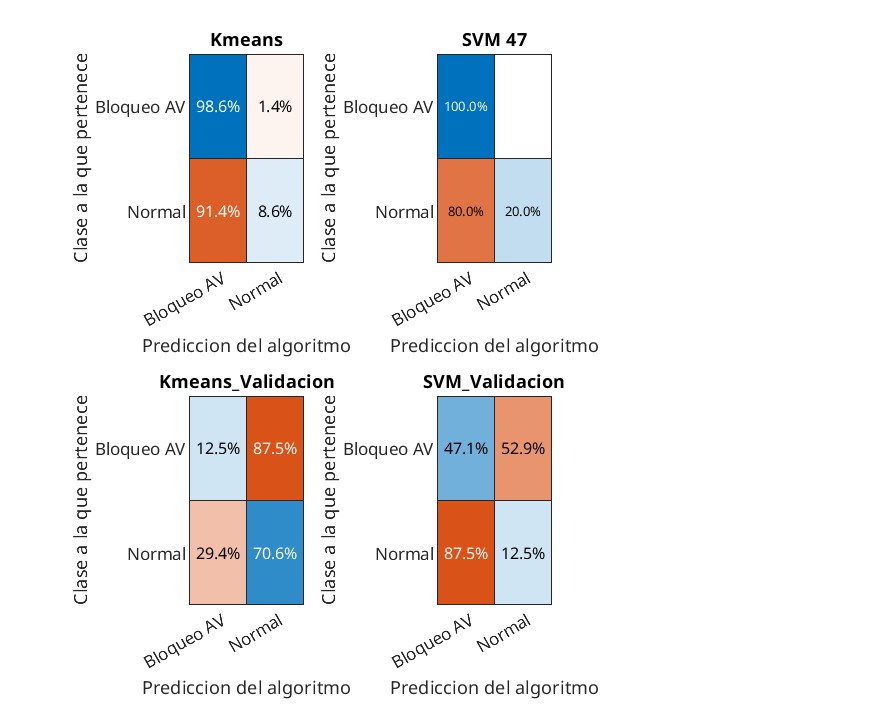 Kmeans
Clase a la que pertenece
Bloqueo AV
98.6%
1.4%
Normal
91.4%
8.6%
Bloqueo AV
Normal
Prediccion del algoritmo
SVM 47
Clase a la que pertenece
Bloqueo AV
100.0%
Normal
80.0%
20.0%
Bloqueo AV
Normal
Prediccion del algoritmo
Kmeans_Validacion
Clase a la que pertenece
Bloqueo AV
12.5%
87.5%
Normal
29.4%
70.6%
Bloqueo AV
Normal
Prediccion del algoritmo
SVM_Validacion
Clase a la que pertenece
Bloqueo AV
47.1%
52.9%
Normal
87.5%
12.5%
Bloqueo AV
Normal
Prediccion del algoritmo